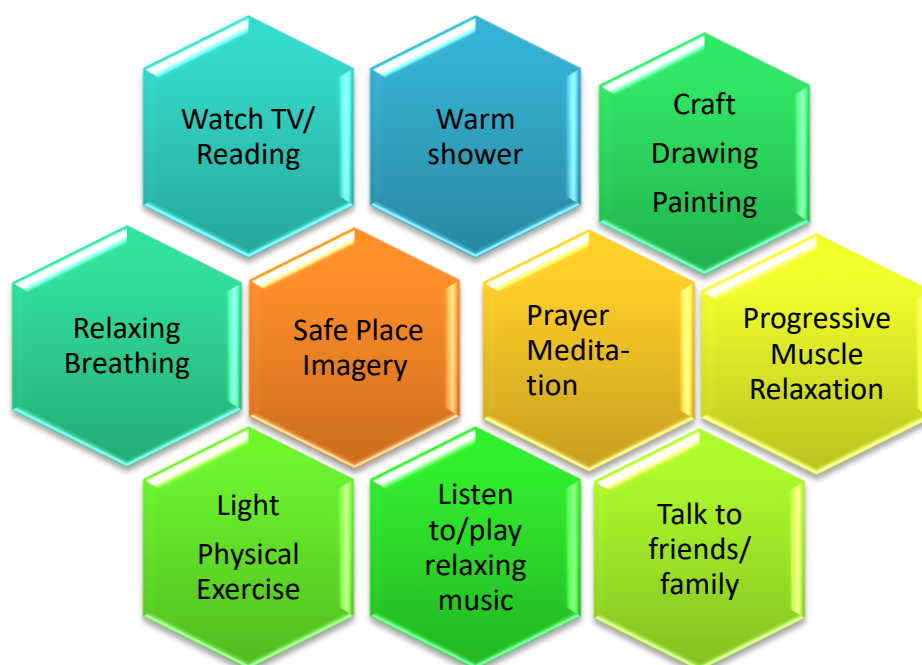 Watch TV/
Reading
Warm
shower
Craft
Drawing
Painting
Relaxing
Breathing
Safe Place
Imagery
Prayer
Medita-
tion
Progressive
Muscle
Relaxation
Light
Physical
Exercise
Listen
to/play
relaxing
music
Talk to
friends/
family